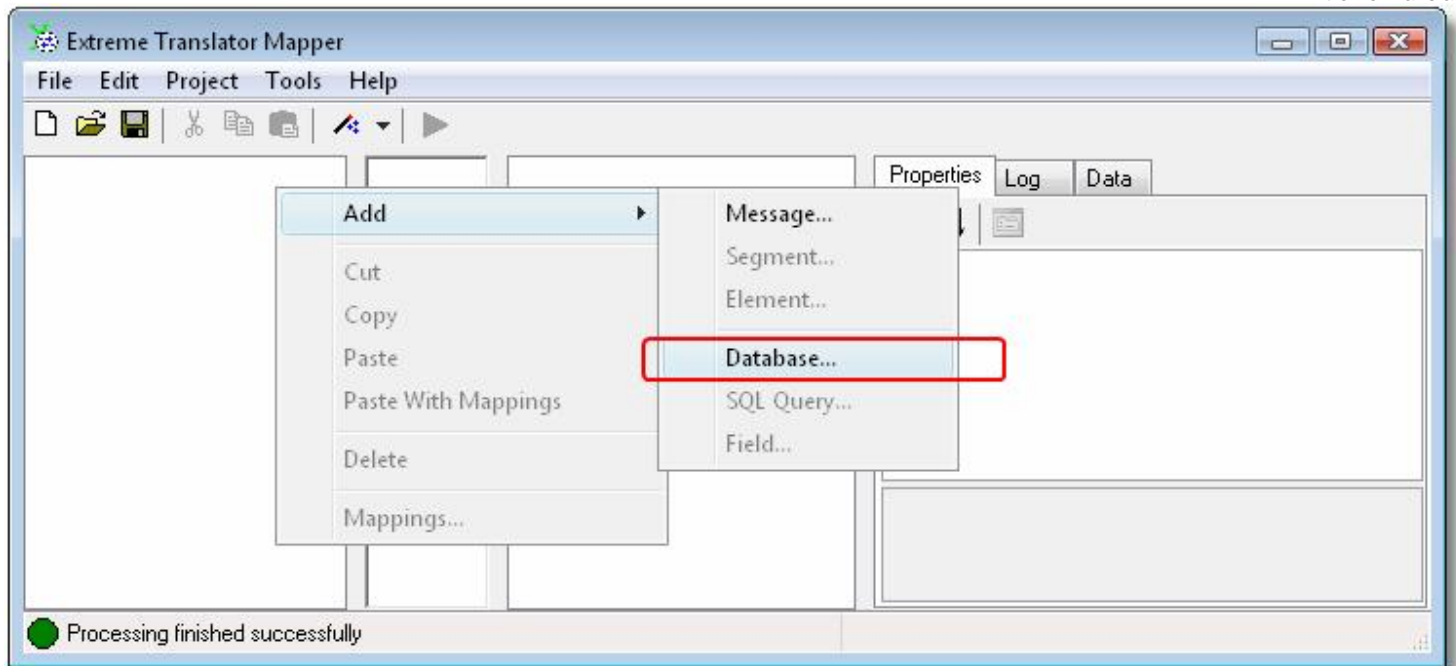 Extreme Translator Mapper
File Edit Project Tools Help
Properties Log Data
Add
Cut
Copy
Paste
Paste With Mappings
Delete
Mappings...
Message...
Segment...
Element...
Database...
SQL Query...
Field...
Processing finished successfully